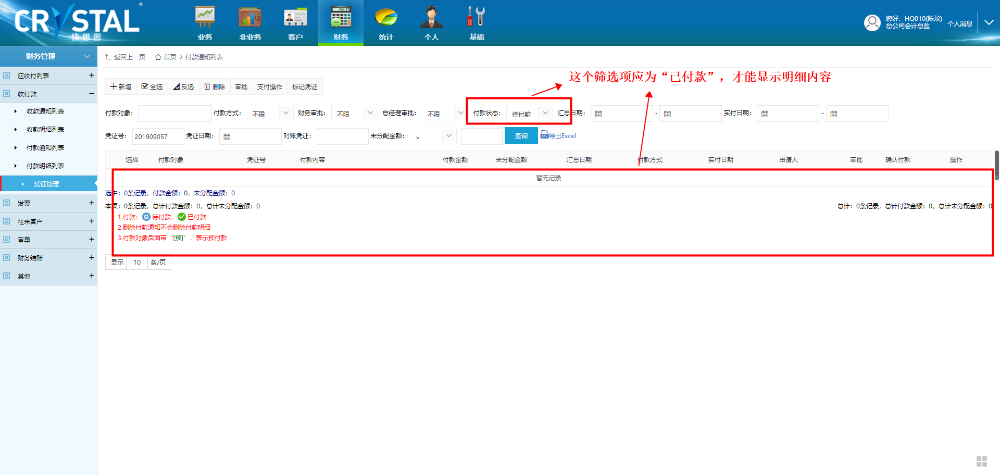 CRYSTAL®
快思图
业务 非业务 客户 财务 统计 个人 基础
您好，HQ010(陈玟)
总公司会计总监
个人消息
财务管理
应收付列表 +
收付款 −
收款通知列表
收款明细列表
付款通知列表
付款明细列表
凭证管理
发票 +
往来客户 +
审单 +
财务结账 +
其他 +
返回上一页 首页 > 付款通知列表
这个筛选项应为“已付款”，才能显示明细内容
新增 全选 反选 删除 审批 支付操作 标记凭证
付款对象： 付款方式： 不限 财务审批： 不限 总经理审批： 不限 付款状态： 待付款 汇总日期： - 实付日期： -
凭证号： 201909057 凭证日期： 对账凭证： 未分配金额： > 查询 导出Excel
选择 付款对象 凭证号 付款内容 付款金额 未分配金额 汇总日期 付款方式 实付日期 申请人 审批 确认付款 操作
暂无记录
选中：0条记录，付款金额：0，未分配金额：0
本页：0条记录，总计付款金额：0，总计未分配金额：0 总计：0条记录，总计付款金额：0，总计未分配金额：0
1.付款： 待付款， 已付款
2.删除付款通知不会删除付款明细
3.付款对象后面带“[预]”，表示预付款
显示 10 条/页